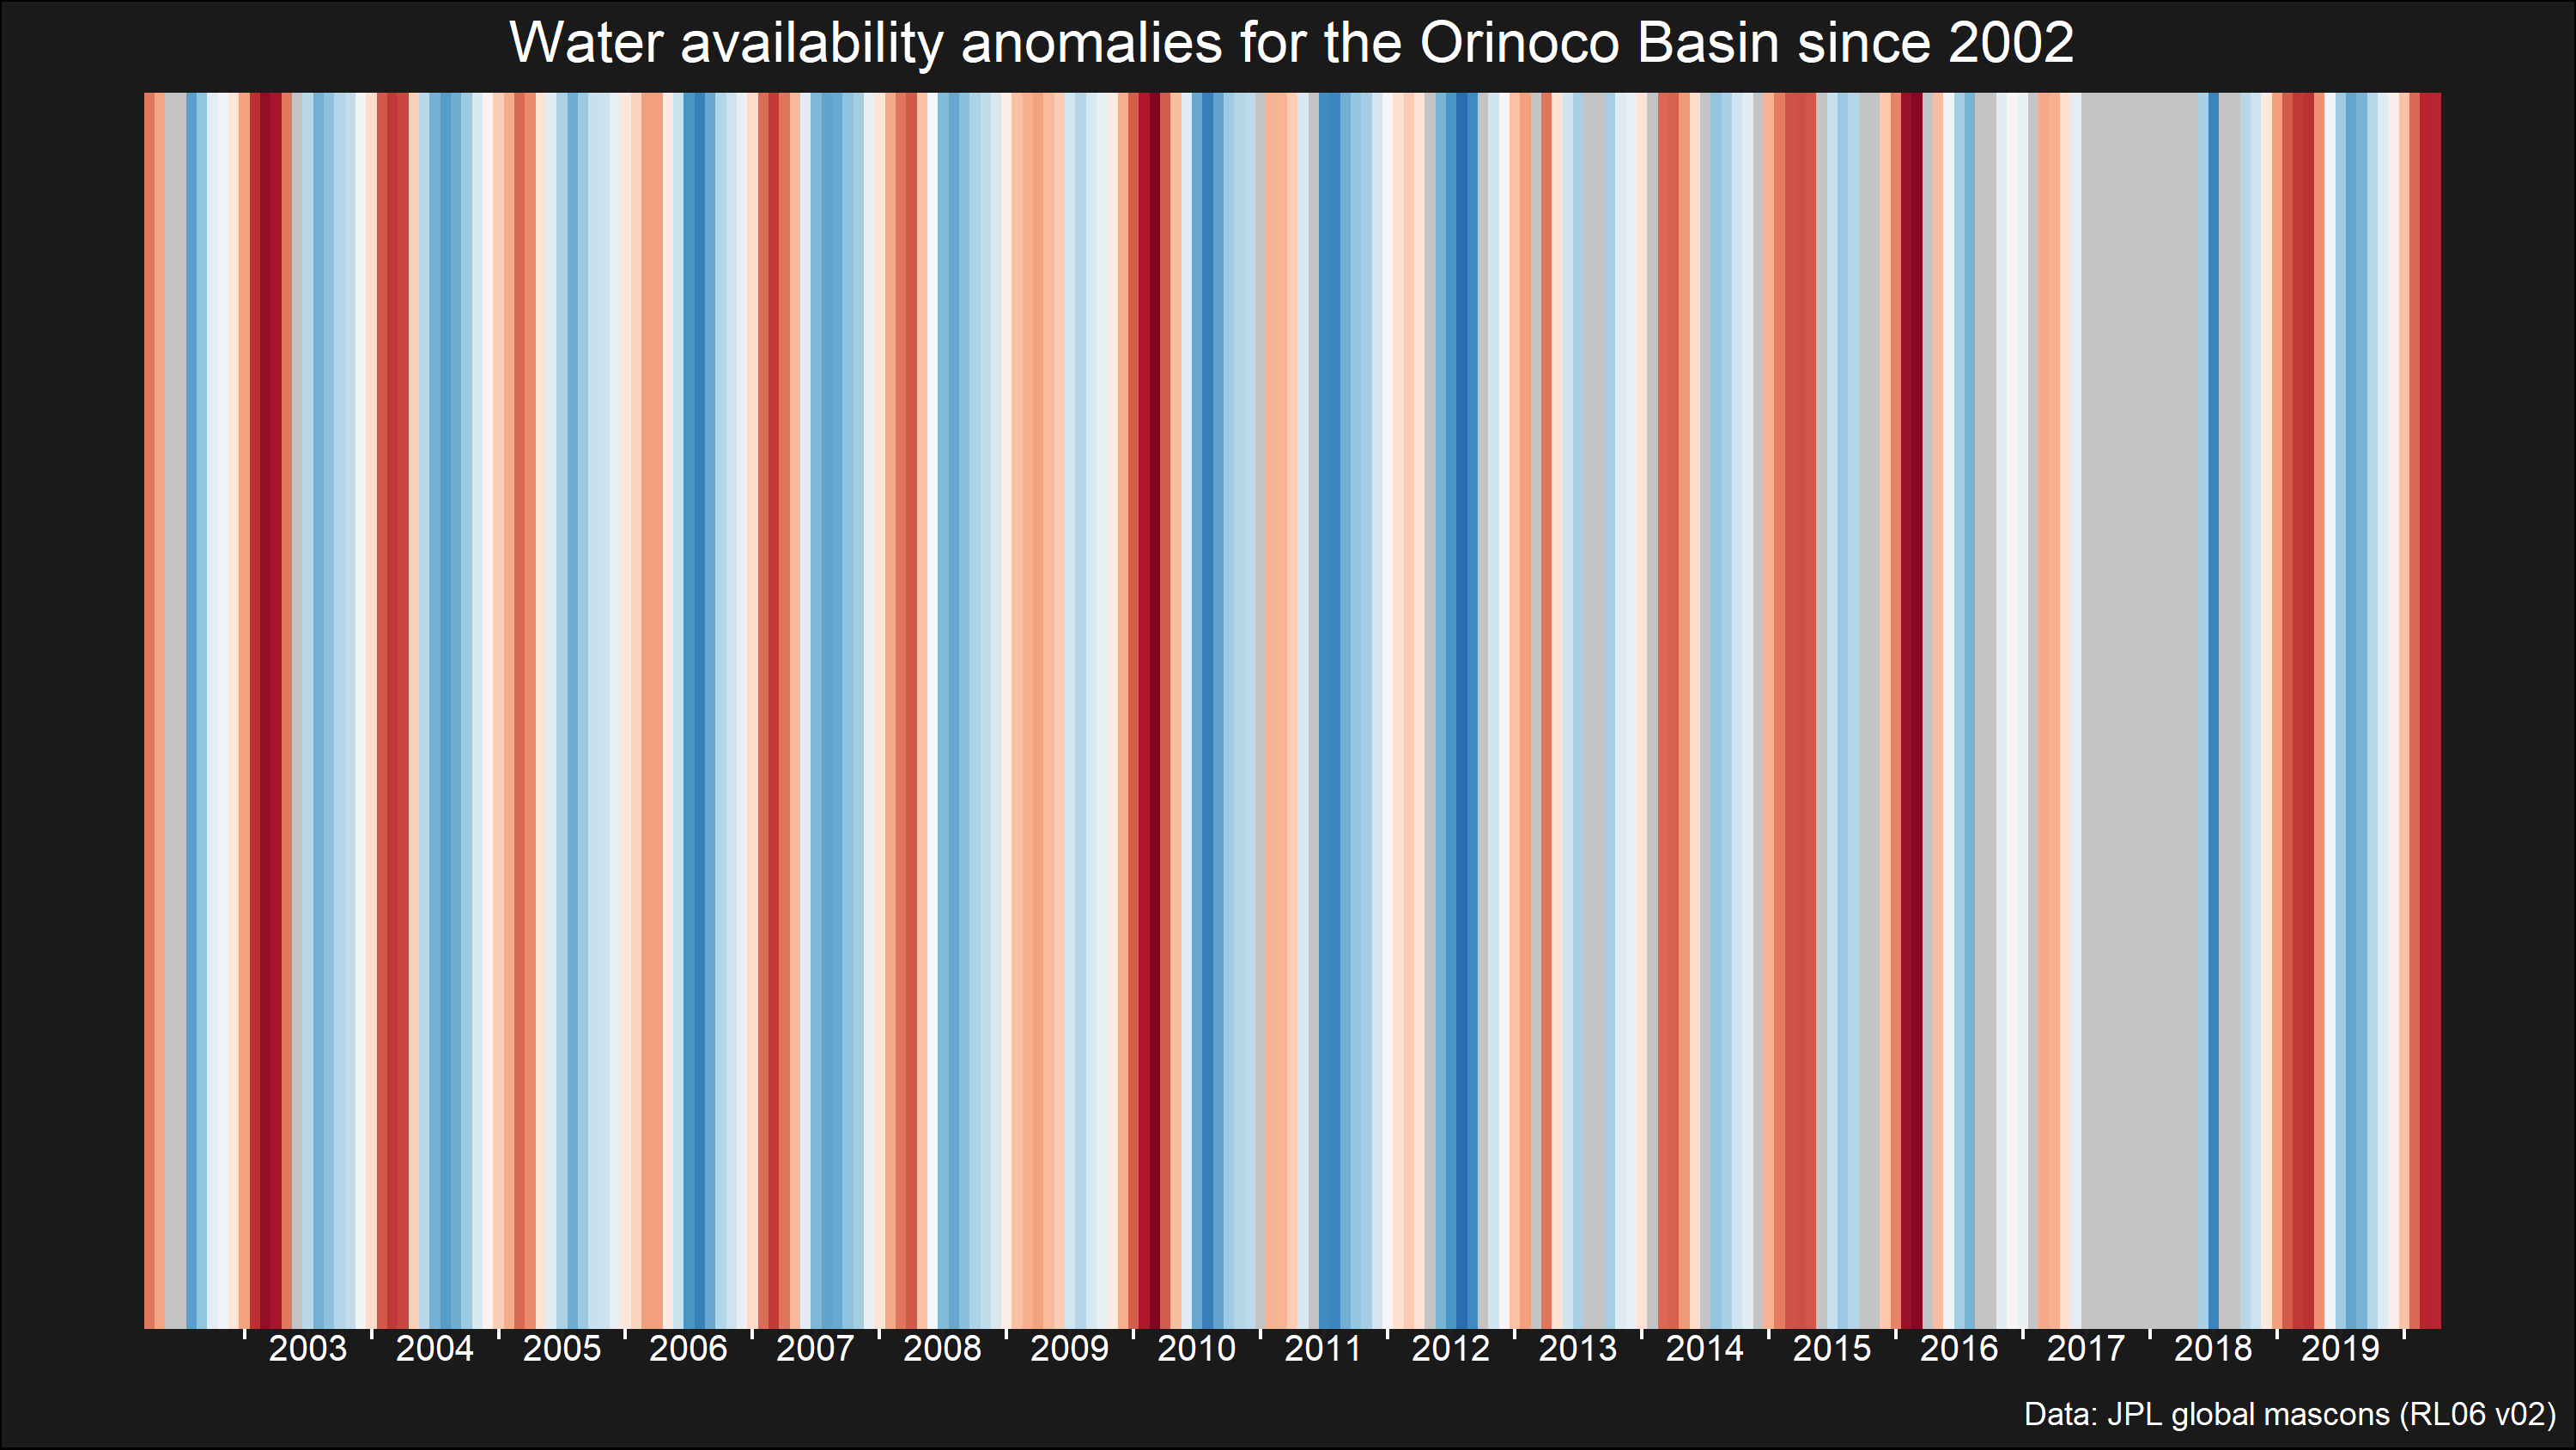 Water availability anomalies for the Orinoco Basin since 2002
2003 2004 2005 2006 2007 2008 2009 2010 2011 2012 2013 2014 2015 2016 2017 2018 2019
Data: JPL global mascons (RL06 v02)